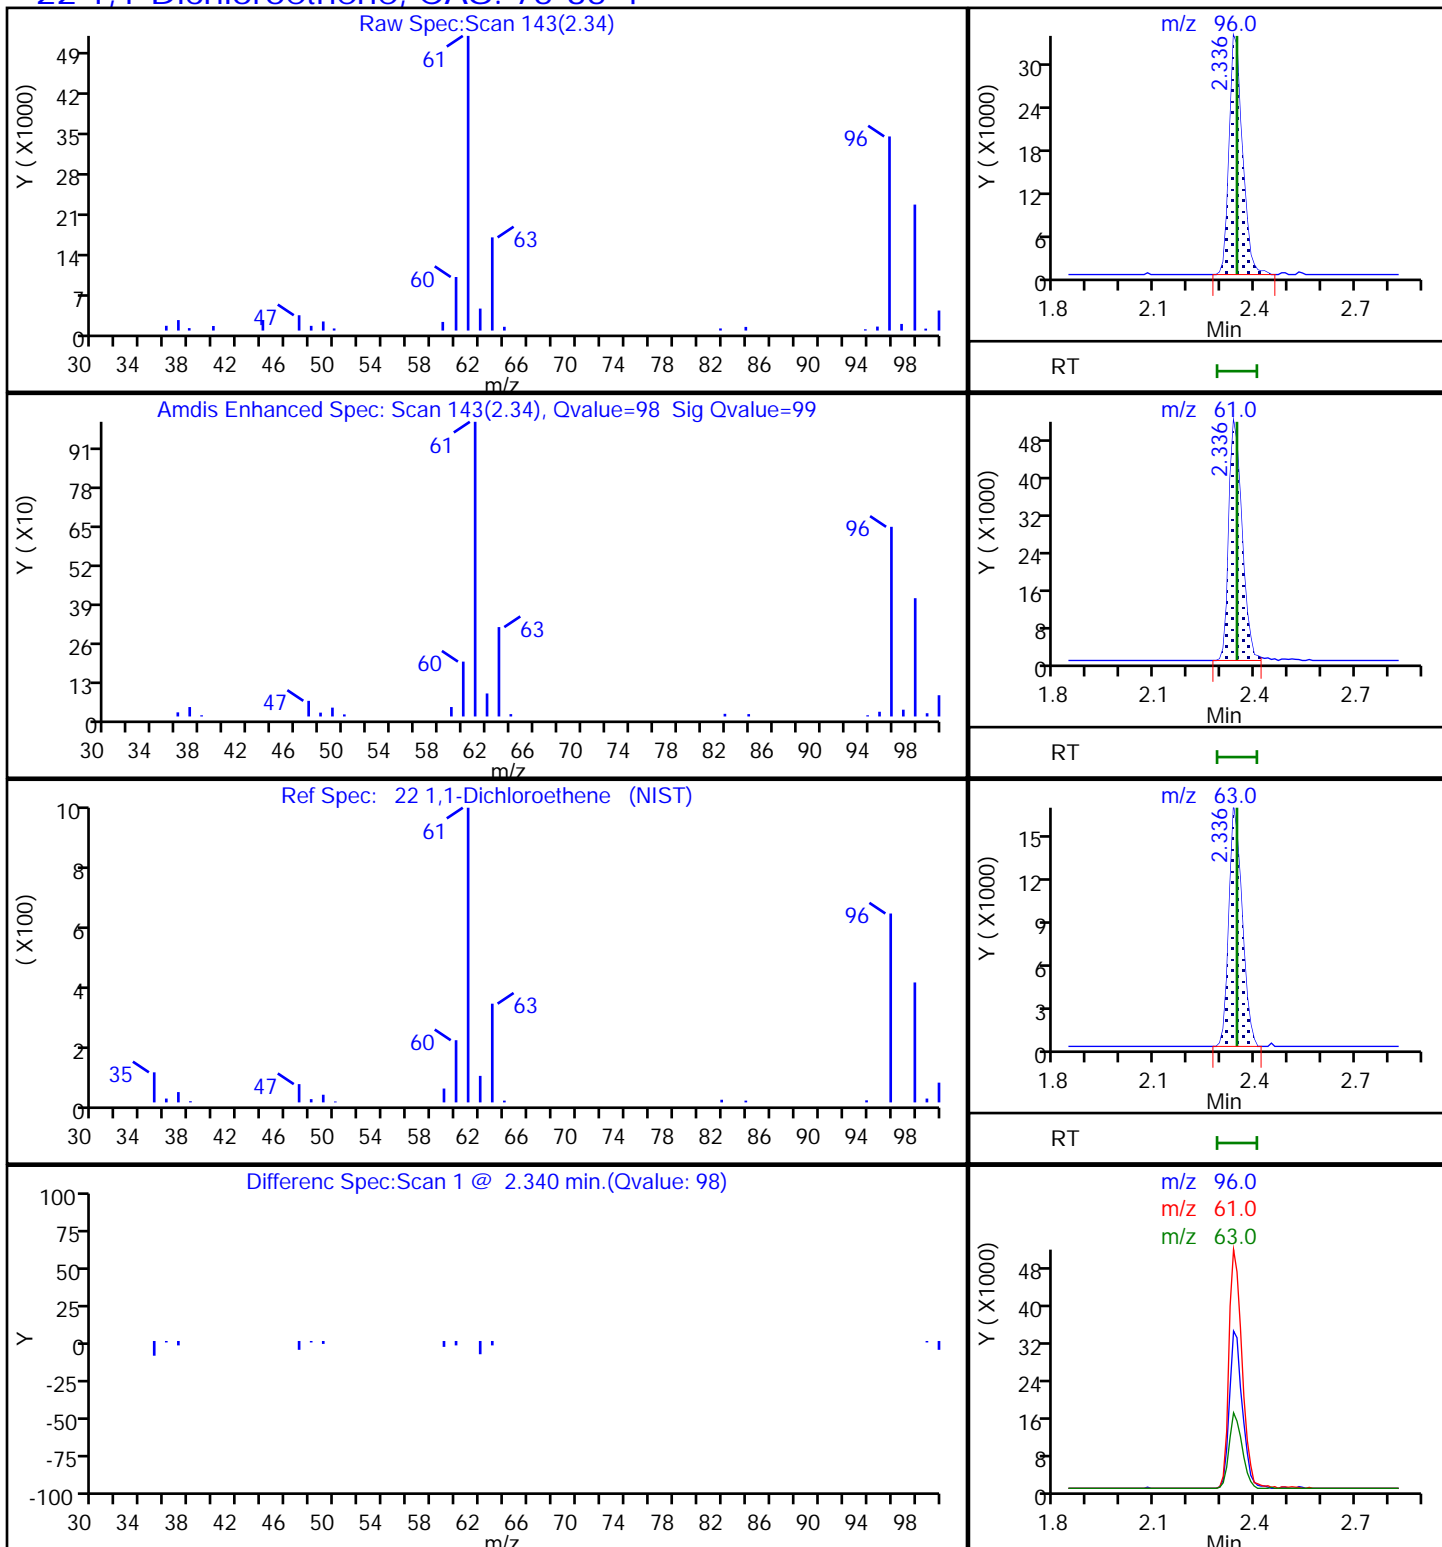 22 1,1-Dichloroethene, CAS: 75-35-4
Raw Spec:Scan 143(2.34)
Y ( X1000)
49
42
35
28
21
14
7
0
61
96
63
60
47
30 34 38 42 46 50 54 58 62 66 70 74 78 82 86 90 94 98
m/z
m/z 96.0
Y ( X1000)
30
24
18
12
6
0
2.336
1.8 2.1 2.4 2.7
Min
RT
Amdis Enhanced Spec: Scan 143(2.34), Qvalue=98 Sig Qvalue=99
Y ( X10)
91
78
65
52
39
26
13
0
61
96
63
60
47
30 34 38 42 46 50 54 58 62 66 70 74 78 82 86 90 94 98
m/z
m/z 61.0
Y ( X1000)
48
40
32
24
16
8
0
2.336
1.8 2.1 2.4 2.7
Min
RT
Ref Spec: 22 1,1-Dichloroethene (NIST)
( X100)
10
8
6
4
2
0
61
96
63
60
35
47
30 34 38 42 46 50 54 58 62 66 70 74 78 82 86 90 94 98
m/z 63.0
Y ( X1000)
15
12
9
6
3
0
2.336
1.8 2.1 2.4 2.7
Min
RT
Differenc Spec:Scan 1 @ 2.340 min.(Qvalue: 98)
Y
100
75
50
25
0
-25
-50
-75
-100
30 34 38 42 46 50 54 58 62 66 70 74 78 82 86 90 94 98
m/z
m/z 96.0
m/z 61.0
m/z 63.0
Y ( X1000)
48
40
32
24
16
8
0
1.8 2.1 2.4 2.7
Min